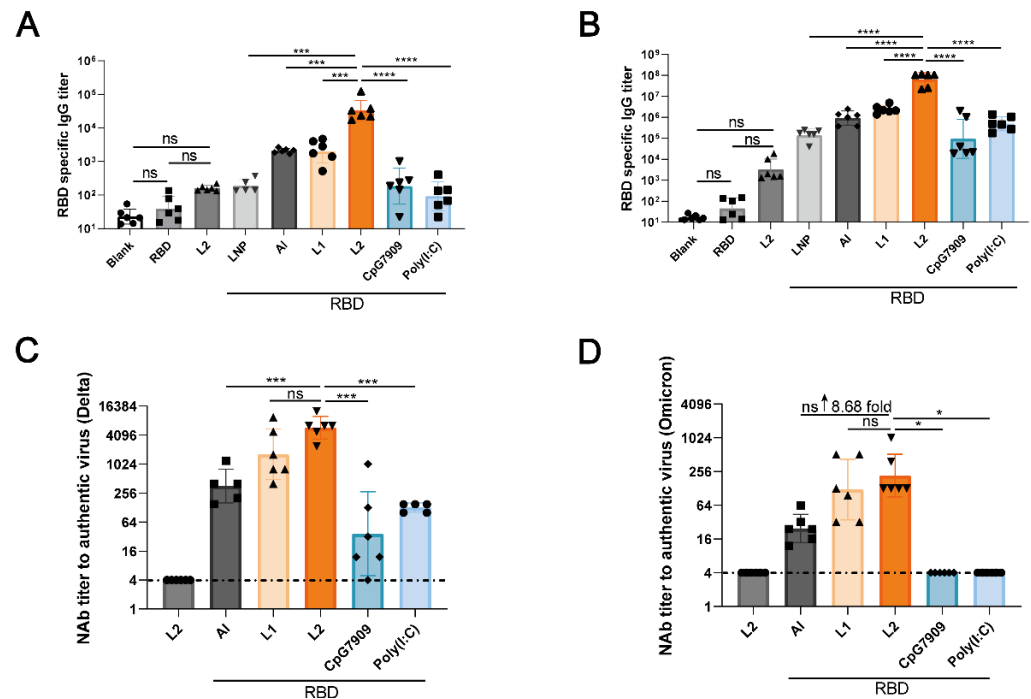 A
RBD specific IgG titer
10⁶
10⁵
10⁴
10³
10²
10¹
***
****
***
***
****
ns
ns
ns
Blank
RBD
L2
LNP
Al
L1
L2
CpG7909
Poly(I:C)
RBD
B
RBD specific IgG titer
10⁹
10⁸
10⁷
10⁶
10⁵
10⁴
10³
10²
10¹
****
****
****
****
****
ns
ns
ns
Blank
RBD
L2
LNP
Al
L1
L2
CpG7909
Poly(I:C)
RBD
C
NAb titer to authentic virus (Delta)
16384
4096
1024
256
64
16
4
1
***
***
ns
***
L2
Al
L1
L2
CpG7909
Poly(I:C)
RBD
D
NAb titer to authentic virus (Omicron)
4096
1024
256
64
16
4
1
ns ↑ 8.68 fold
*
ns
*
L2
Al
L1
L2
CpG7909
Poly(I:C)
RBD